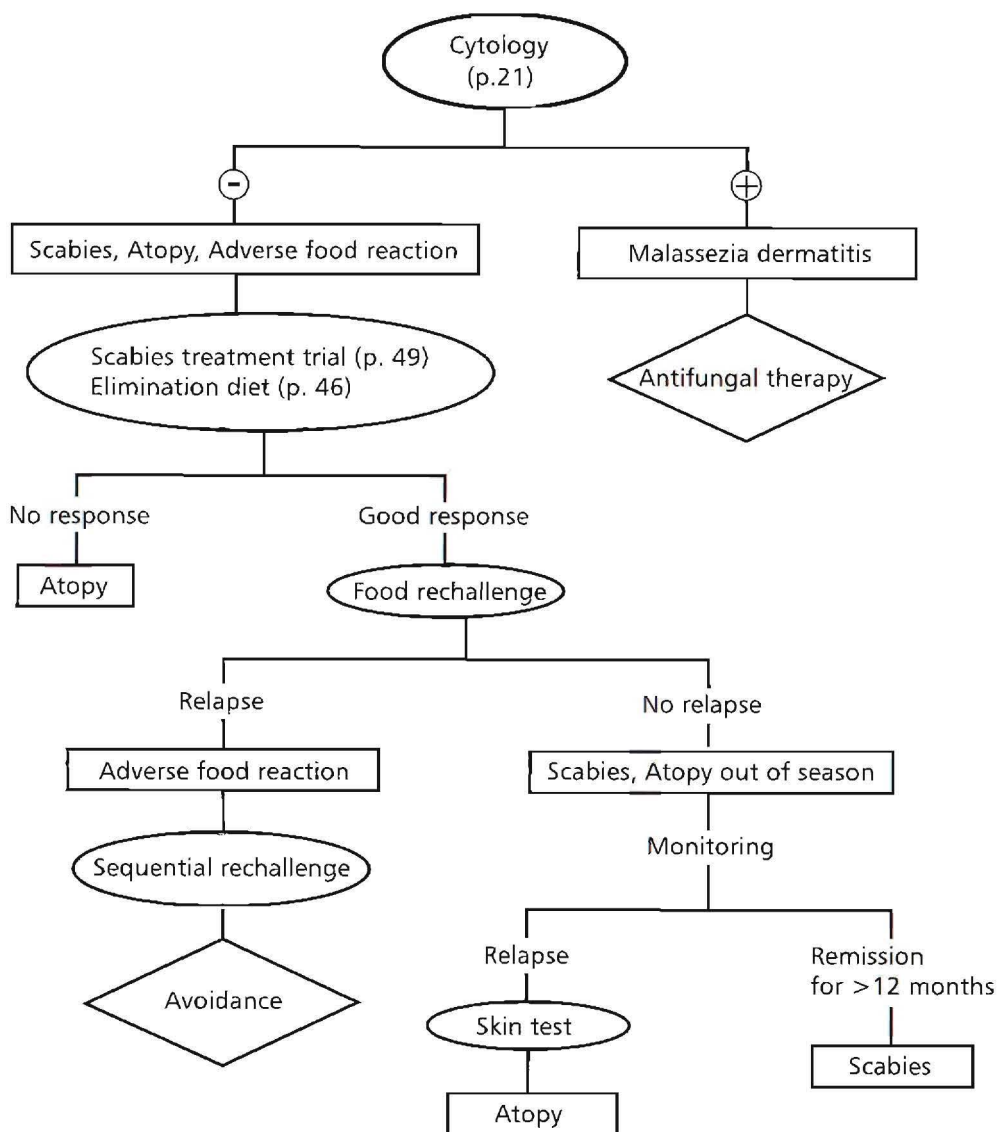 Cytology
(p.21)
-
+
Scabies, Atopy, Adverse food reaction
Malassezia dermatitis
Scabies treatment trial (p. 49)
Elimination diet (p. 46)
Antifungal therapy
No response
Good response
Atopy
Food rechallenge
Relapse
No relapse
Adverse food reaction
Scabies, Atopy out of season
Sequential rechallenge
Monitoring
Avoidance
Relapse
Remission
for >12 months
Skin test
Scabies
Atopy